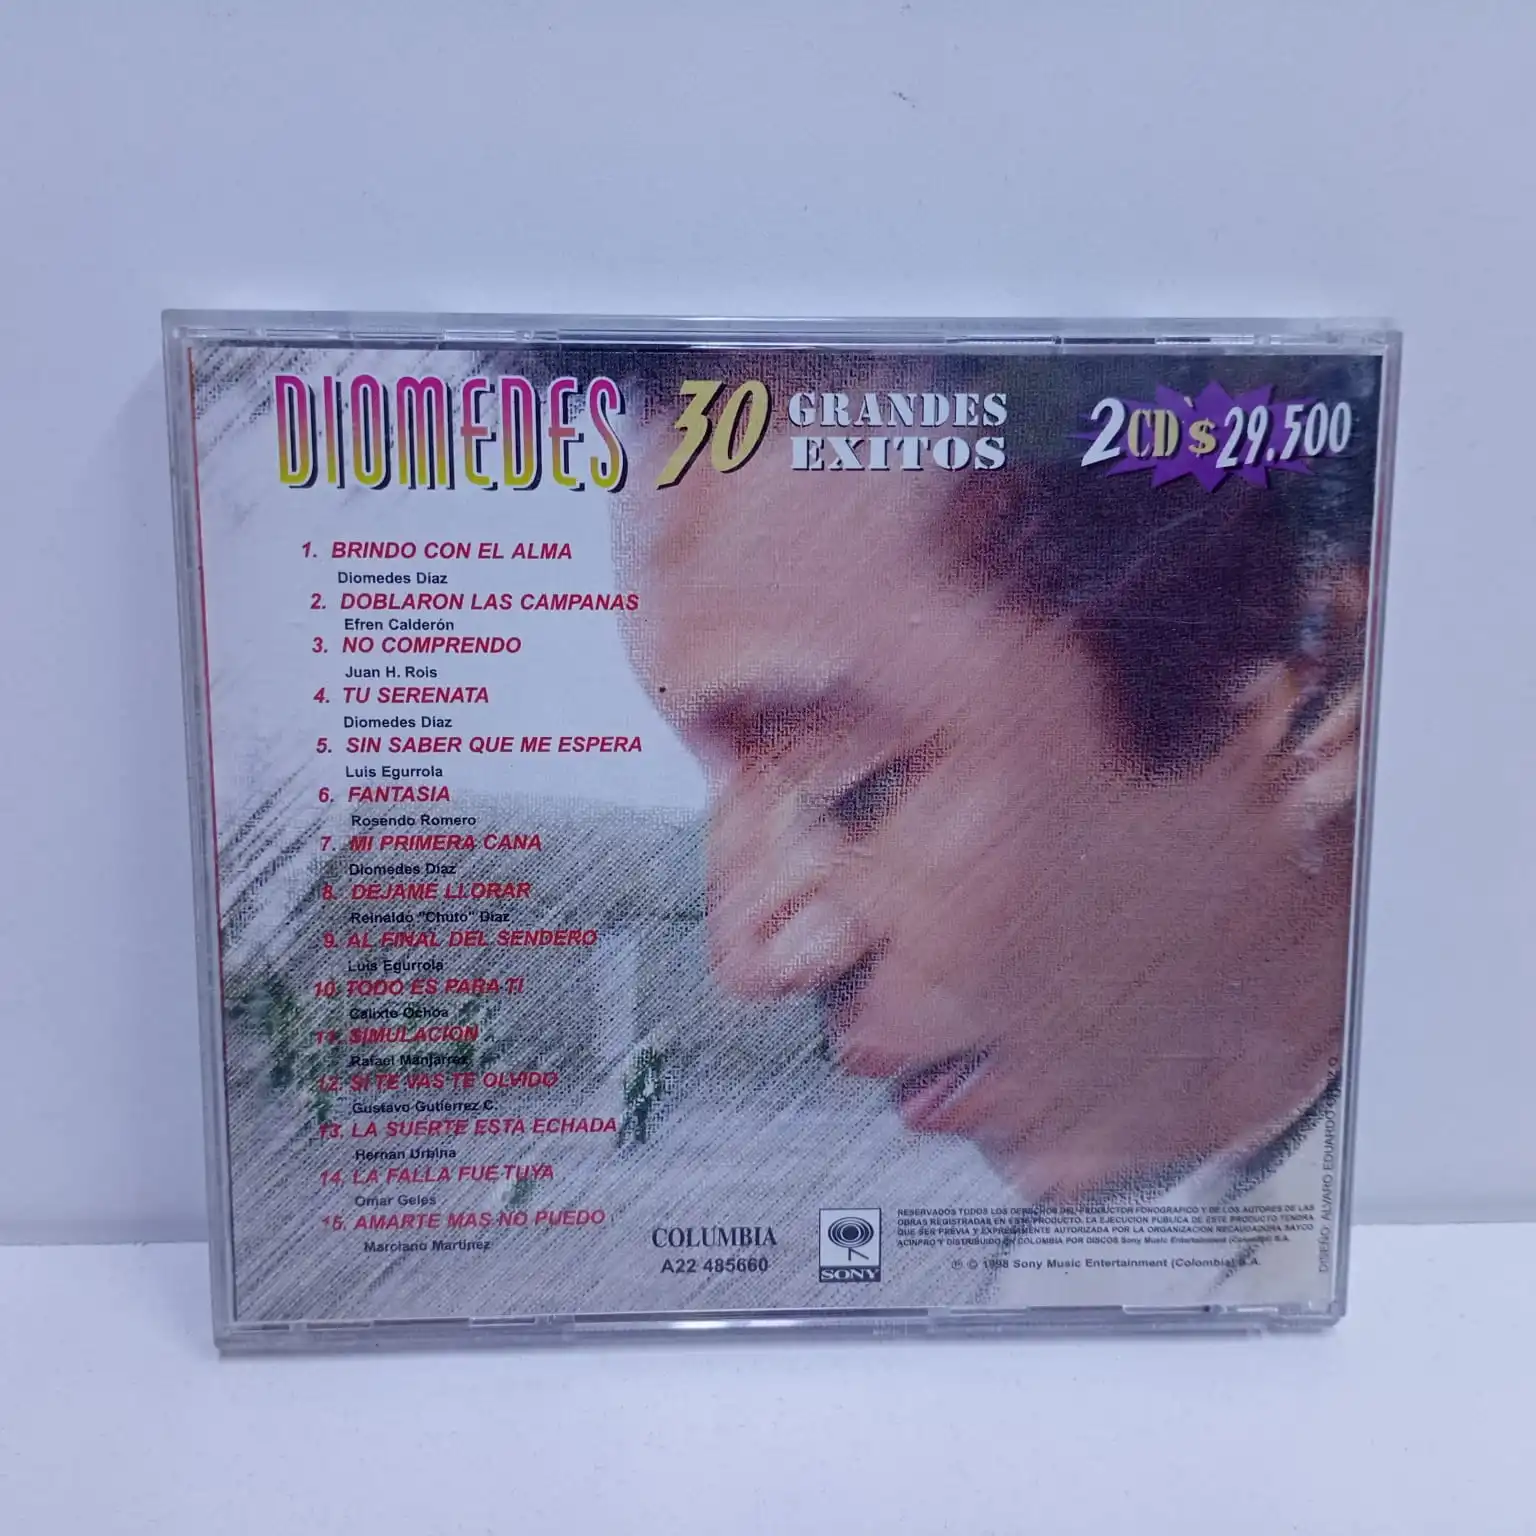 DIOMEDES 30 GRANDES EXITOS 2CD'$ 29.500
1. BRINDO CON EL ALMA
Diomedes Díaz
2. DOBLARON LAS CAMPANAS
Efren Calderón
3. NO COMPRENDO
Juan H. Rois
4. TU SERENATA
Diomedes Díaz
5. SIN SABER QUE ME ESPERA
Luis Egurrola
6. FANTASIA
Rosendo Romero
7. MI PRIMERA CANA
Diomedes Díaz
8. DEJAME LLORAR
Reinaldo "Chuto" Díaz
9. AL FINAL DEL SENDERO
Luis Egurrola
10. TODO ES PARA TI
Calixto Ochoa
11. SIMULACION
Rafael Manjarrez
12. SI TE VAS TE OLVIDO
Gustavo Gutierrez C.
13. LA SUERTE ESTA ECHADA
Hernan Urbina
14. LA FALLA FUE TUYA
Omar Geles
15. AMARTE MAS NO PUEDO
Marciano Martinez
COLUMBIA
A22 485660
SONY
RESERVADOS TODOS LOS DERECHOS DEL PRODUCTOR FONOGRAFICO Y DE LOS AUTORES DE LAS
OBRAS REGISTRADAS EN ESTE PRODUCTO. LA EJECUCION PUBLICA DE ESTE PRODUCTO TENDRA
QUE SER PREVIA Y EXPRESAMENTE AUTORIZADA POR LA ORGANIZACION RECAUDADORA SAYCO
ACINPRO Y DISTRIBUIDO EN COLOMBIA POR DISCOS Sony Music Entertainment (Colombia) S.A.
℗ © 1998 Sony Music Entertainment (Colombia) S.A.
DISEÑO: ALVARO EDUARDO